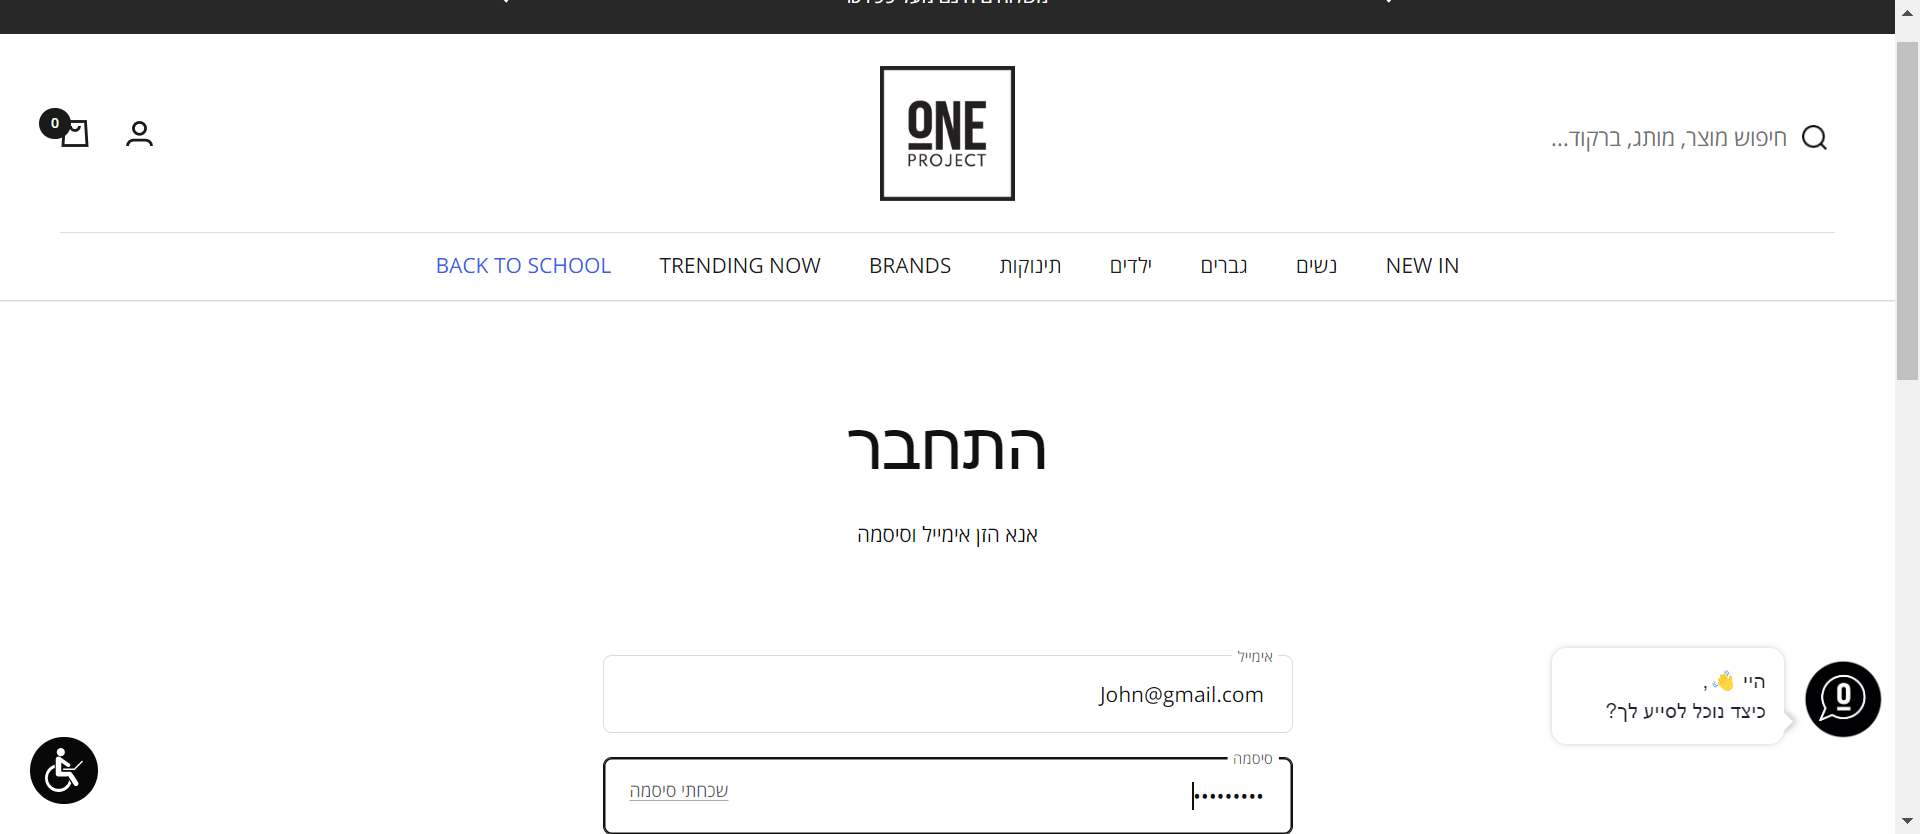 0
ONE
PROJECT
חיפוש מוצר, מותג, ברקוד...
NEW IN
נשים
גברים
ילדים
תינוקות
BRANDS
TRENDING NOW
BACK TO SCHOOL
התחבר
אנא הזן אימייל וסיסמה
אימייל
John@gmail.com
סיסמה
•••••••••
שכחתי סיסמה
היי 👋,
כיצד נוכל לסייע לך?